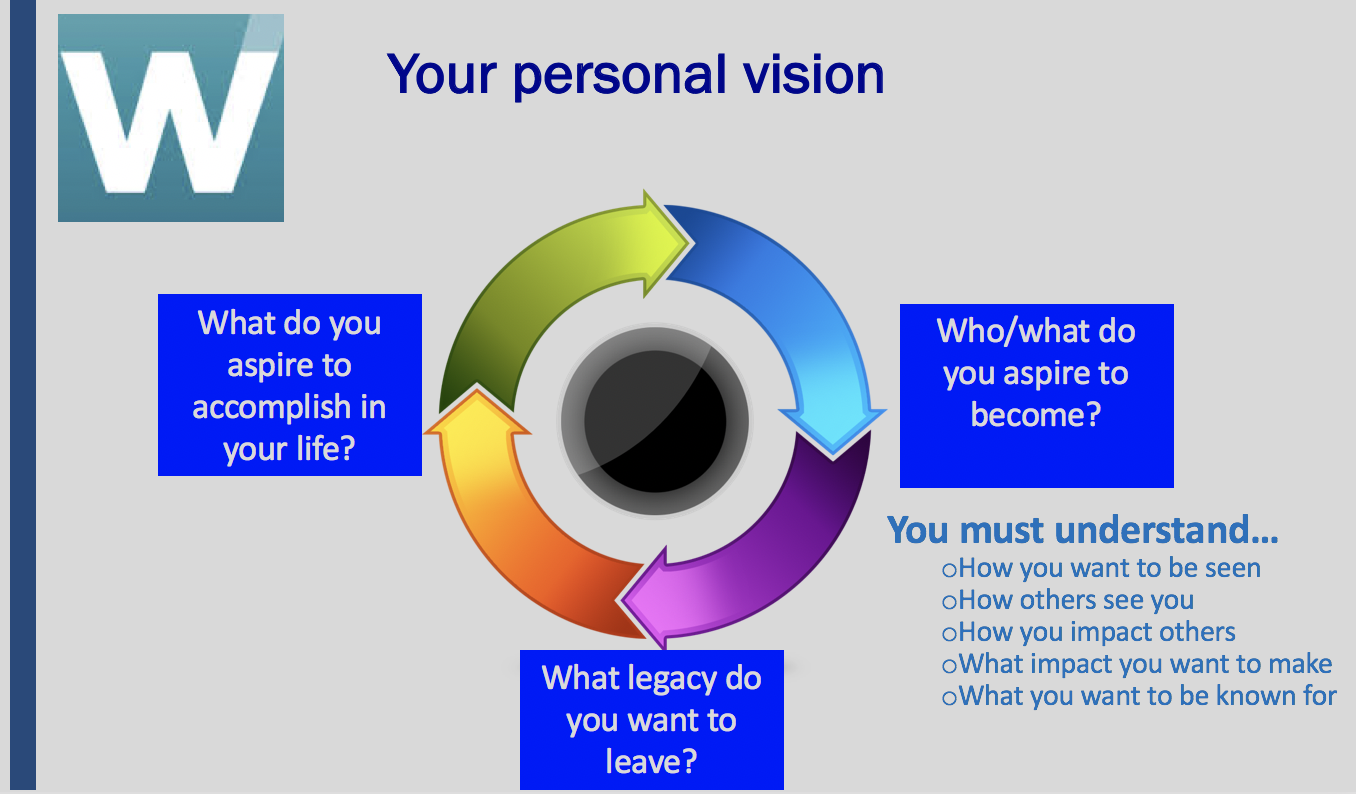 W
Your personal vision
What do you
aspire to
accomplish in
your life?
Who/what do
you aspire to
become?
You must understand...
oHow you want to be seen
oHow others see you
oHow you impact others
oWhat impact you want to make
oWhat you want to be known for
What legacy do
you want to
leave?